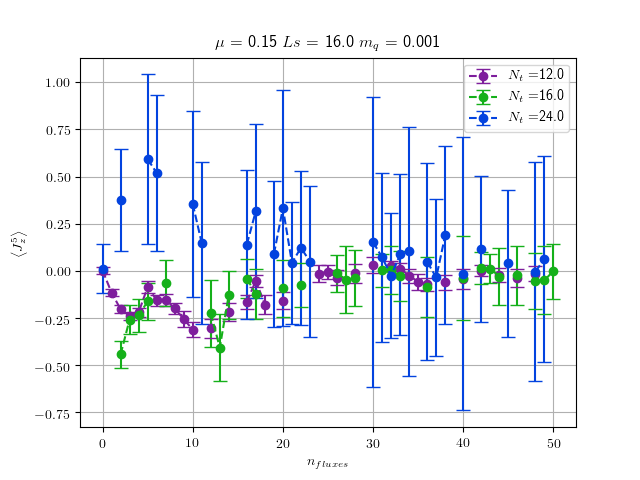 μ = 0.15 Ls = 16.0 m_q = 0.001
N_t =12.0
N_t =16.0
N_t =24.0
⟨J_z^5⟩
1.00
0.75
0.50
0.25
0.00
−0.25
−0.50
−0.75
0
10
20
30
40
50
n_{fluxes}